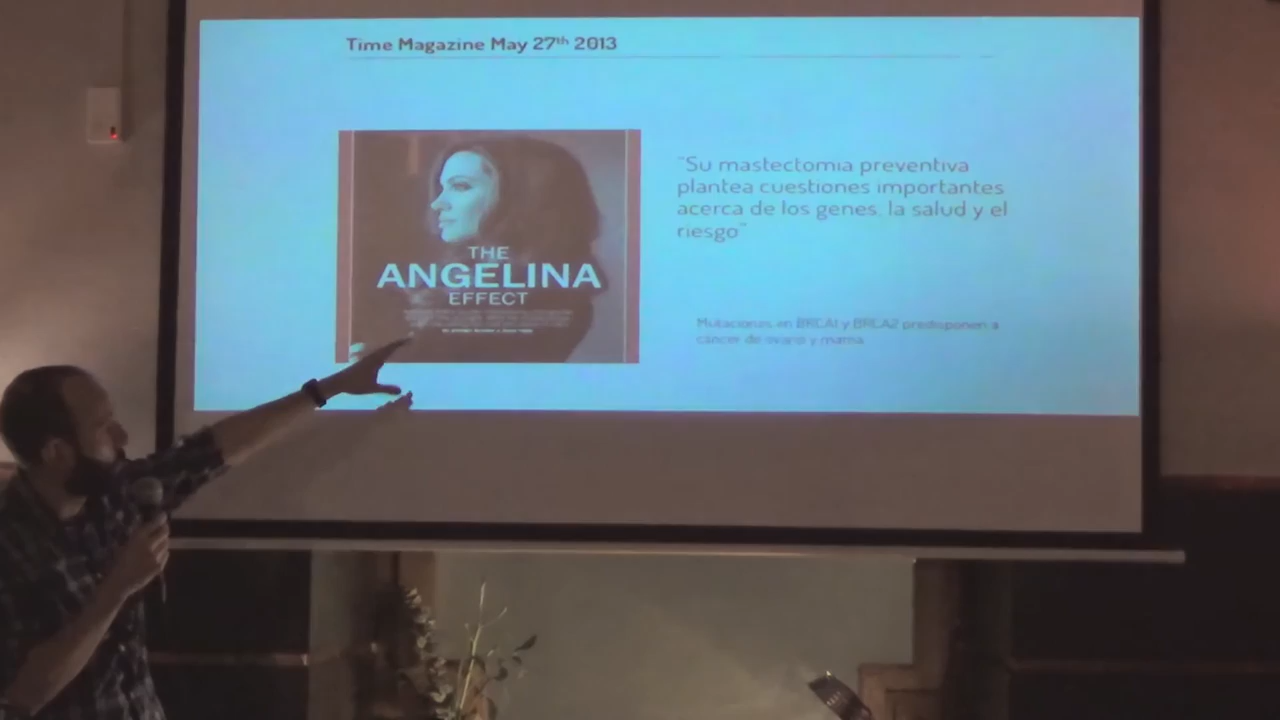 Time Magazine May 27th 2013
THE
ANGELINA
EFFECT
"Su mastectomia preventiva
plantea cuestiones importantes
acerca de los genes, la salud y el
riesgo"
Mutaciones en BRCA1 y BRCA2 predisponen a
cáncer de ovario y mama